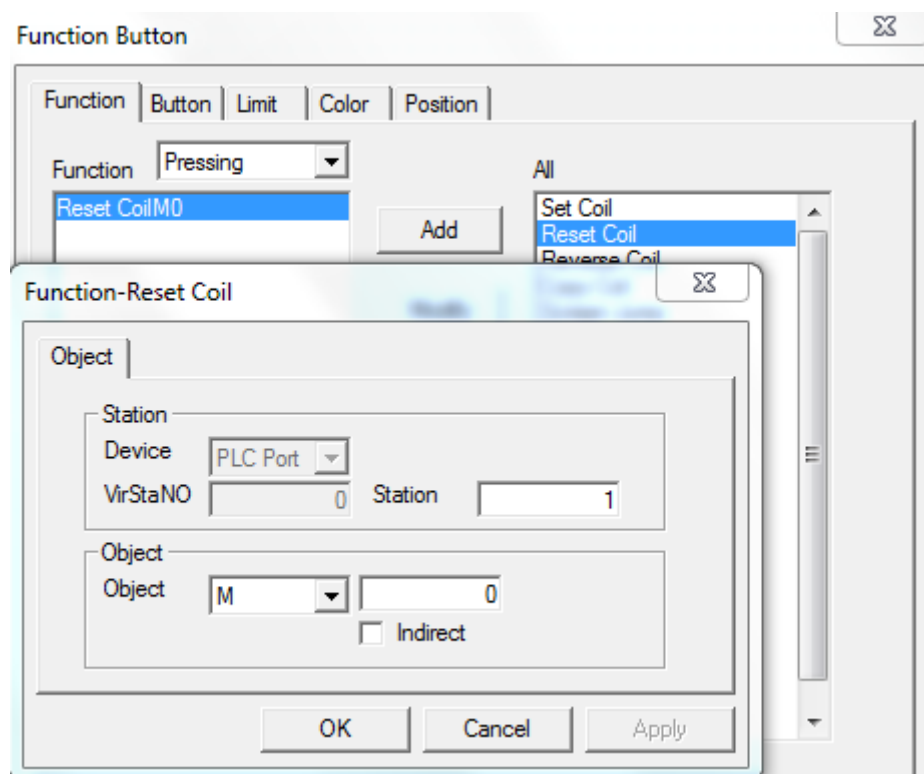 Function Button
Function Button Limit Color Position
Function Pressing All
Reset CoilM0
Add
Set Coil
Reset Coil
Reverse Coil
Function-Reset Coil
Object
Station
Device PLC Port
VirStaNO 0 Station 1
Object
Object M 0
Indirect
OK Cancel Apply